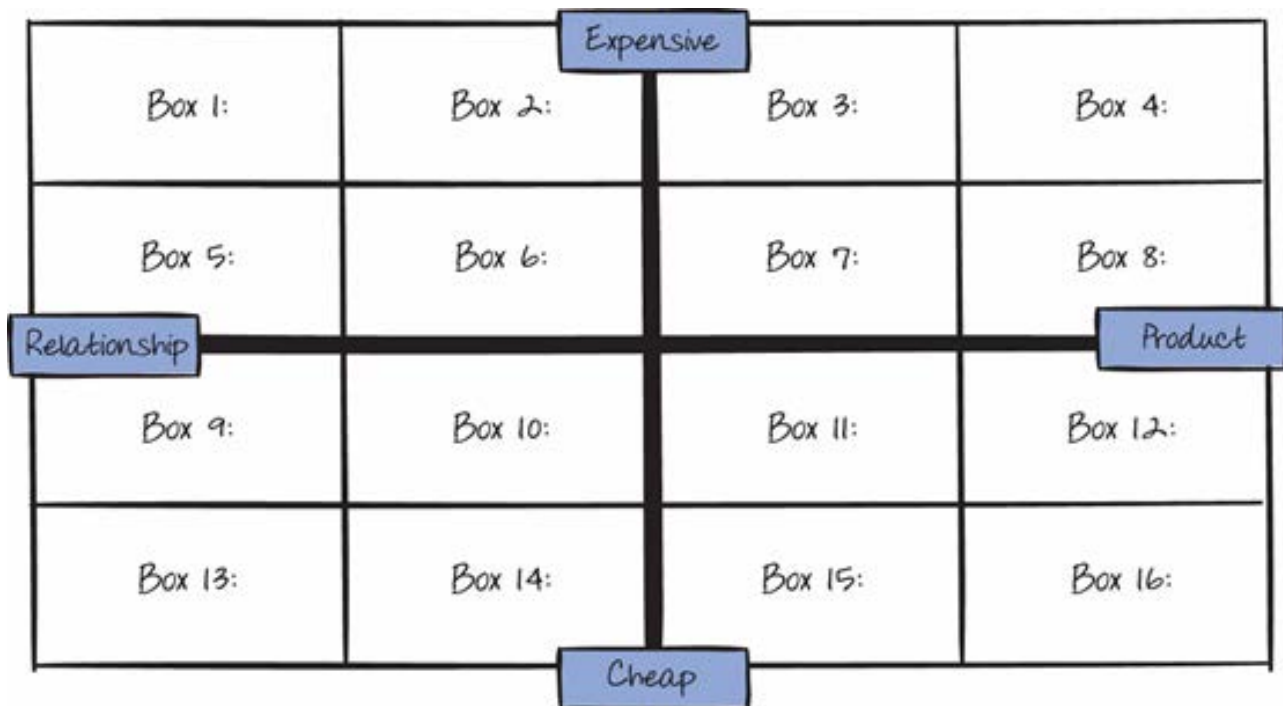 Expensive
Box 1:
Box 2:
Box 3:
Box 4:
Box 5:
Box 6:
Box 7:
Box 8:
Relationship
Product
Box 9:
Box 10:
Box 11:
Box 12:
Box 13:
Box 14:
Box 15:
Box 16:
Cheap